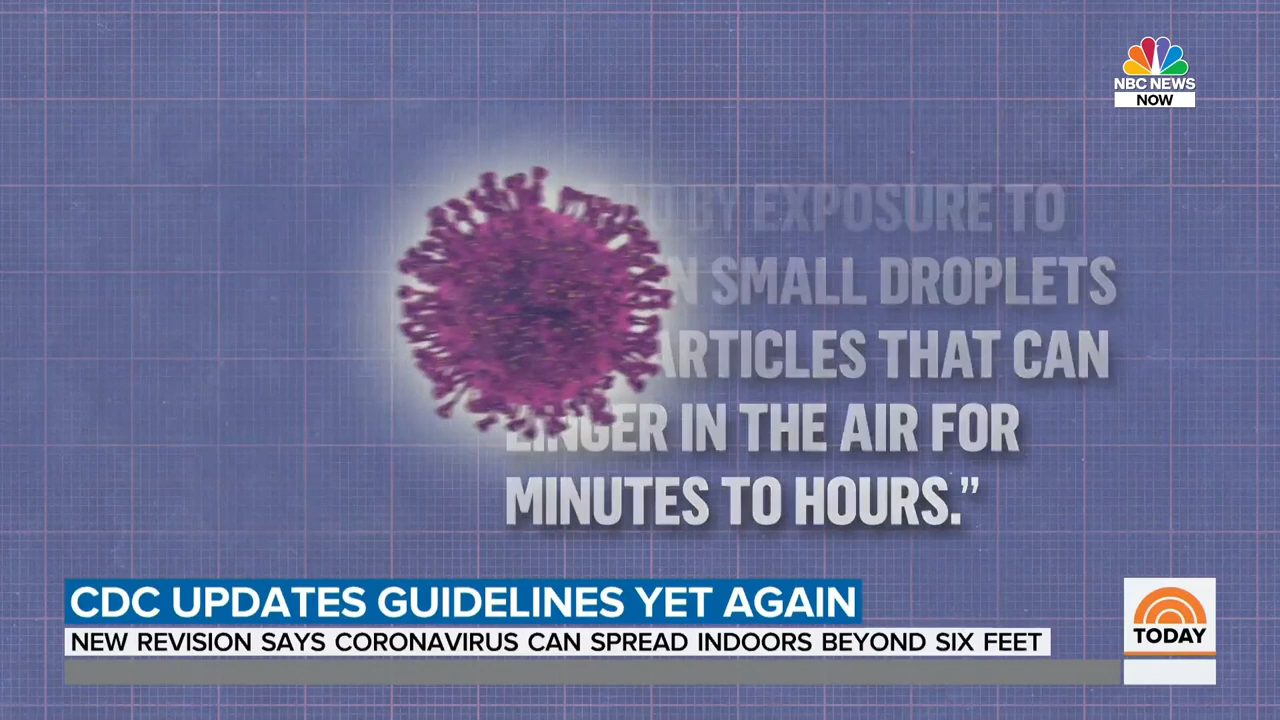 NBC NEWS
NOW
BY EXPOSURE TO
SMALL DROPLETS
THAT CAN
LINGER IN THE AIR FOR
MINUTES TO HOURS.”
CDC UPDATES GUIDELINES YET AGAIN
NEW REVISION SAYS CORONAVIRUS CAN SPREAD INDOORS BEYOND SIX FEET
TODAY